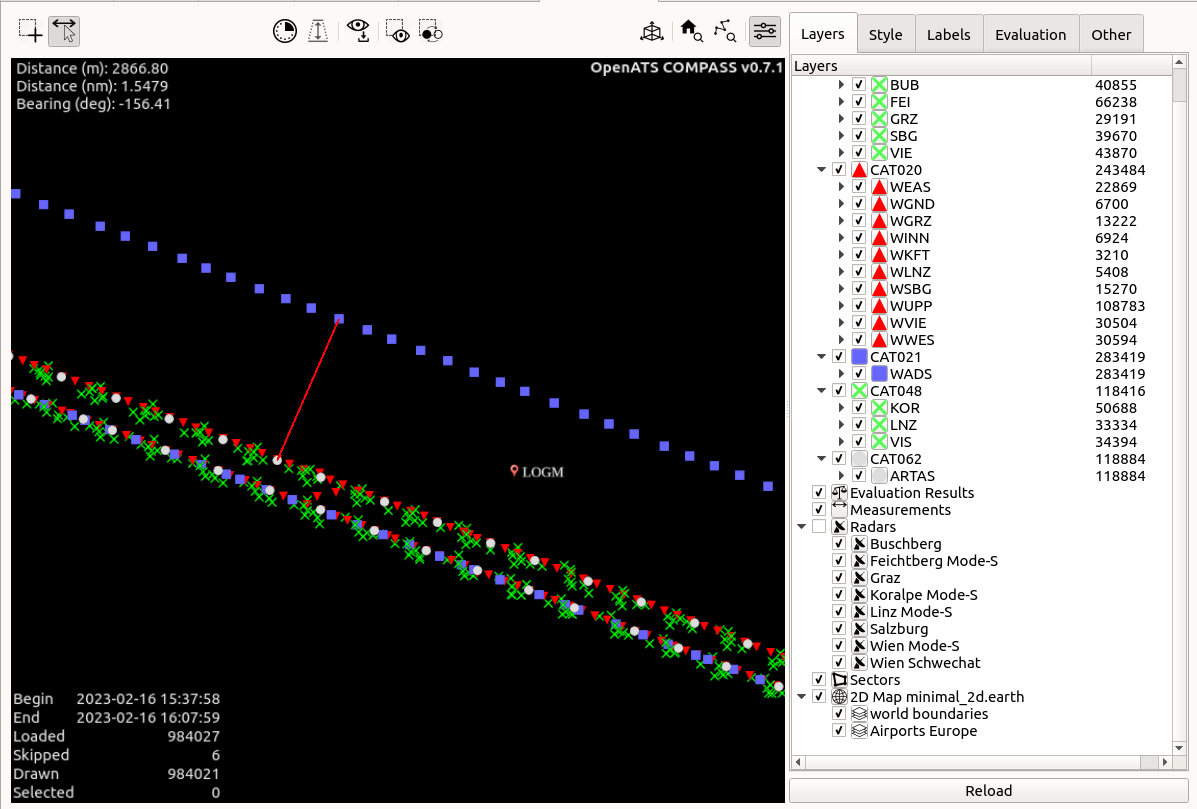 Layers Style Labels Evaluation Other
Distance (m): 2866.80
Distance (nm): 1.5479
Bearing (deg): -156.41
OpenATS COMPASS v0.7.1
LOGM
Begin 2023-02-16 15:37:58
End 2023-02-16 16:07:59
Loaded 984027
Skipped 6
Drawn 984021
Selected 0
Layers
BUB 40855
FEI 66238
GRZ 29191
SBG 39670
VIE 43870
CAT020 243484
WEAS 22869
WGND 6700
WGRZ 13222
WINN 6924
WKFT 3210
WLNZ 5408
WSBG 15270
WUPP 108783
WVIE 30504
WWES 30594
CAT021 283419
WADS 283419
CAT048 118416
KOR 50688
LNZ 33334
VIS 34394
CAT062 118884
ARTAS 118884
Evaluation Results
Measurements
Radars
Buschberg
Feichtberg Mode-S
Graz
Koralpe Mode-S
Linz Mode-S
Salzburg
Wien Mode-S
Wien Schwechat
Sectors
2D Map minimal_2d.earth
world boundaries
Airports Europe
Reload